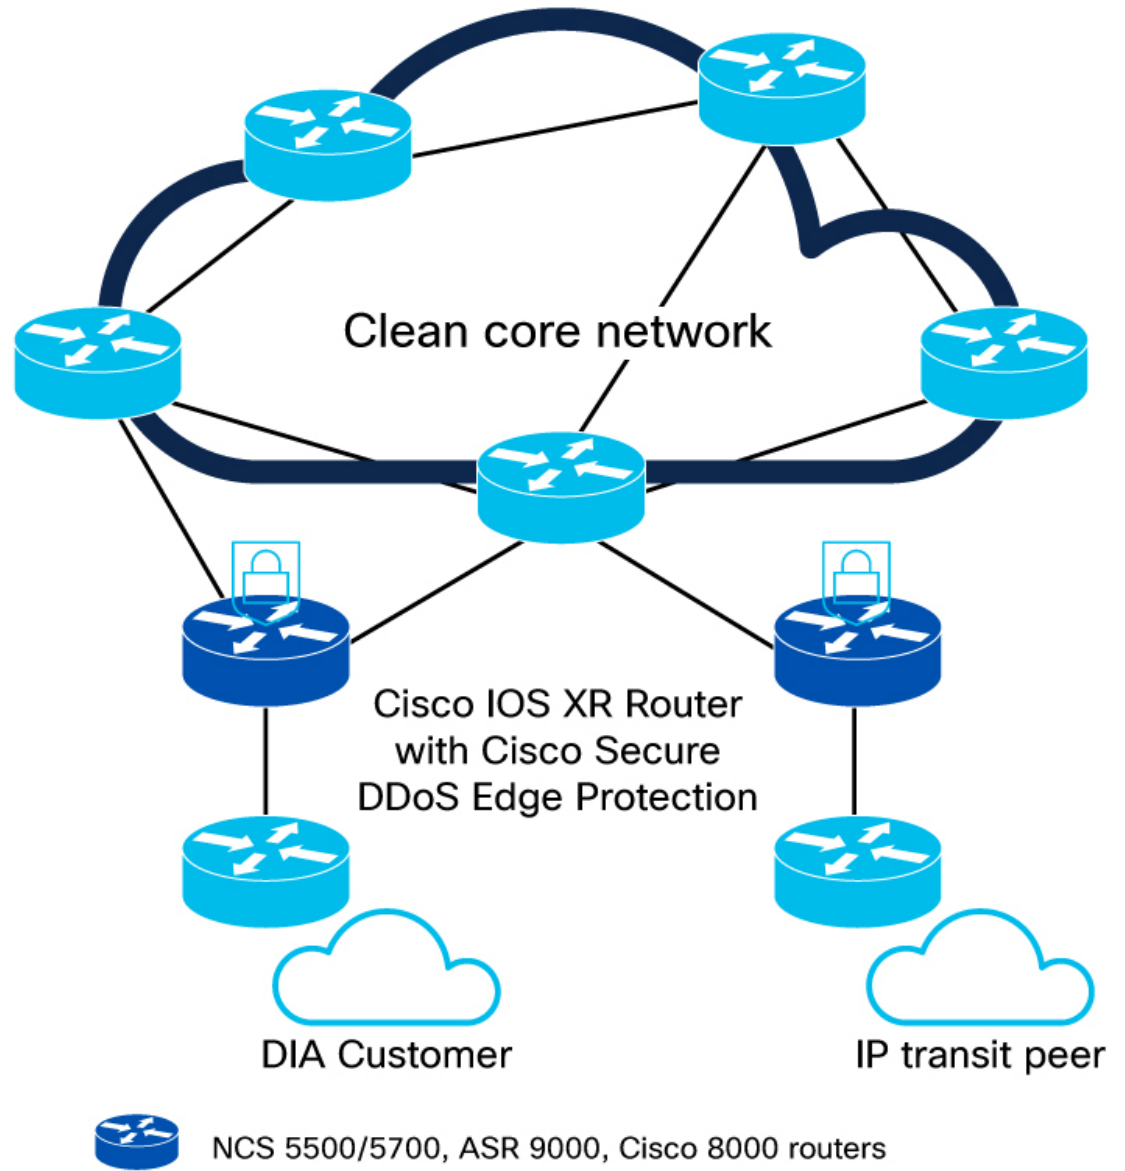 Clean core network
Cisco IOS XR Router
with Cisco Secure
DDoS Edge Protection
DIA Customer
IP transit peer
NCS 5500/5700, ASR 9000, Cisco 8000 routers